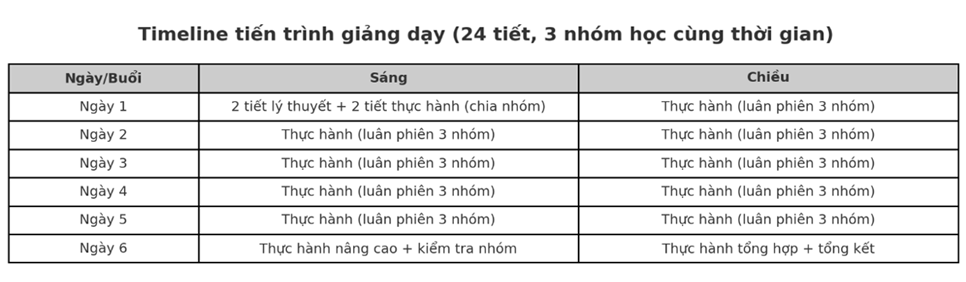 Timeline tiến trình giảng dạy (24 tiết, 3 nhóm học cùng thời gian)
Ngày/Buổi Sáng Chiều
Ngày 1 2 tiết lý thuyết + 2 tiết thực hành (chia nhóm) Thực hành (luân phiên 3 nhóm)
Ngày 2 Thực hành (luân phiên 3 nhóm) Thực hành (luân phiên 3 nhóm)
Ngày 3 Thực hành (luân phiên 3 nhóm) Thực hành (luân phiên 3 nhóm)
Ngày 4 Thực hành (luân phiên 3 nhóm) Thực hành (luân phiên 3 nhóm)
Ngày 5 Thực hành (luân phiên 3 nhóm) Thực hành (luân phiên 3 nhóm)
Ngày 6 Thực hành nâng cao + kiểm tra nhóm Thực hành tổng hợp + tổng kết